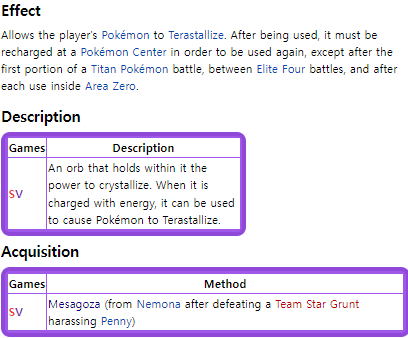 Effect
Allows the player's Pokémon to Terastallize. After being used, it must be
recharged at a Pokémon Center in order to be used again, except after the
first portion of a Titan Pokémon battle, between Elite Four battles, and after
each use inside Area Zero.
Description
Games Description
SV
An orb that holds within it the
power to crystallize. When it is
charged with energy, it can be used
to cause Pokémon to Terastallize.
Acquisition
Games Method
SV
Mesagoza (from Nemona after defeating a Team Star Grunt
harassing Penny)